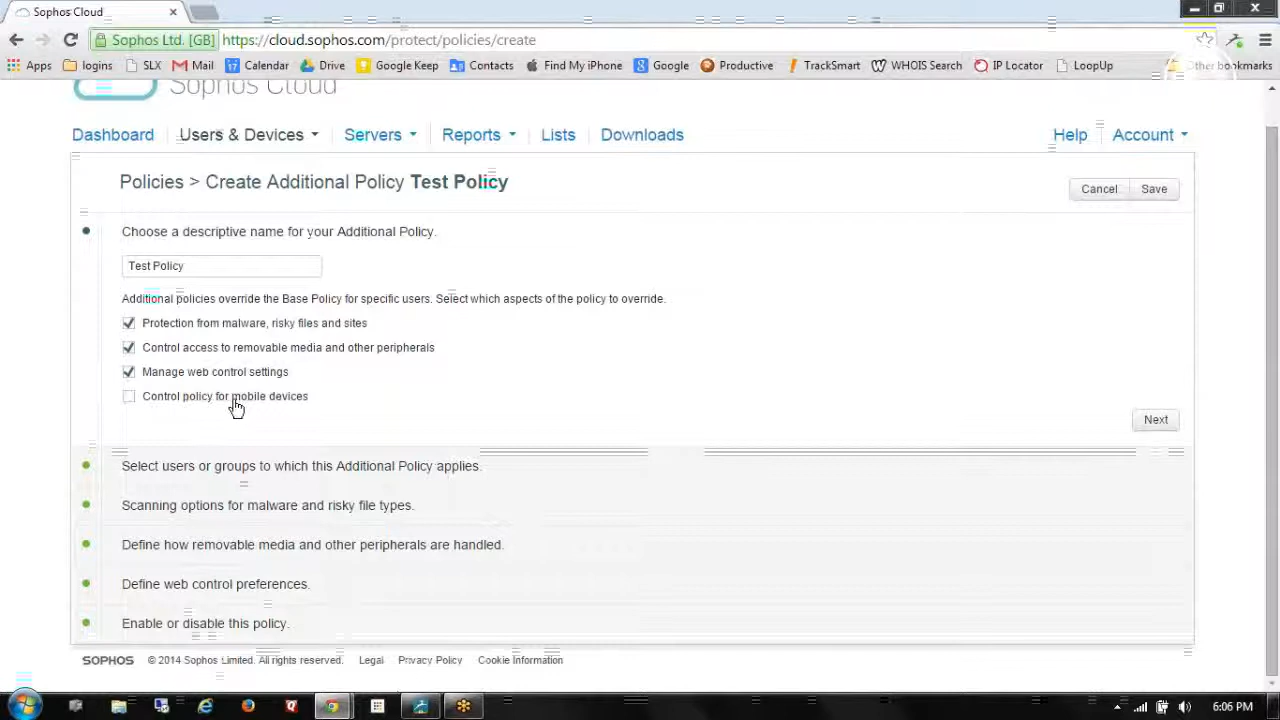 Sophos Cloud
Sophos Ltd. [GB] https://cloud.sophos.com/
Apps logins SLX Mail Calendar Drive Google Keep Contacts Find My iPhone Google Productive TrackSmart WHOIS Search IP Locator LoopUp Other bookmarks
Sophos Cloud
Dashboard Users & Devices Servers Reports Lists Downloads Help Account
Policies > Create Additional Policy Test Policy
Cancel Save
Choose a descriptive name for your Additional Policy.
Test Policy
Additional policies override the Base Policy for specific users. Select which aspects of the policy to override.
Protection from malware, risky files and sites
Control access to removable media and other peripherals
Manage web control settings
Control policy for mobile devices
Next
Select users or groups to which this Additional Policy applies.
Scanning options for malware and risky file types.
Define how removable media and other peripherals are handled.
Define web control preferences.
Enable or disable this policy.
SOPHOS © 2014 Sophos Limited. All rights reserved. Legal Privacy Policy Cookie Information
6:06 PM